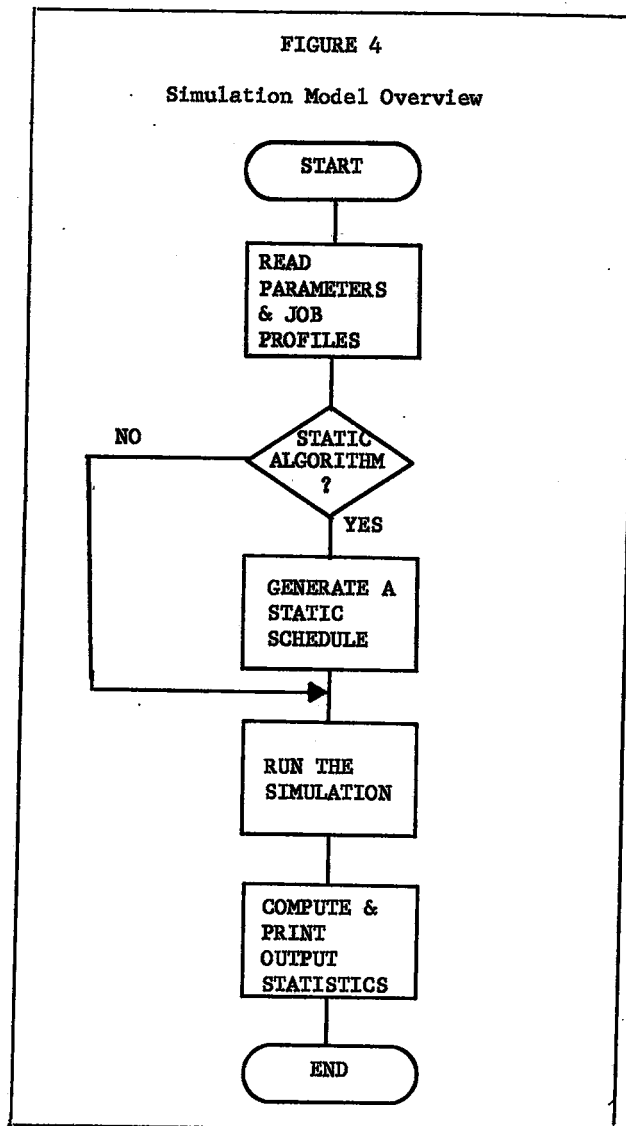 FIGURE 4
Simulation Model Overview
START
READ
PARAMETERS
& JOB
PROFILES
NO
STATIC
ALGORITHM
?
YES
GENERATE A
STATIC
SCHEDULE
RUN THE
SIMULATION
COMPUTE &
PRINT
OUTPUT
STATISTICS
END